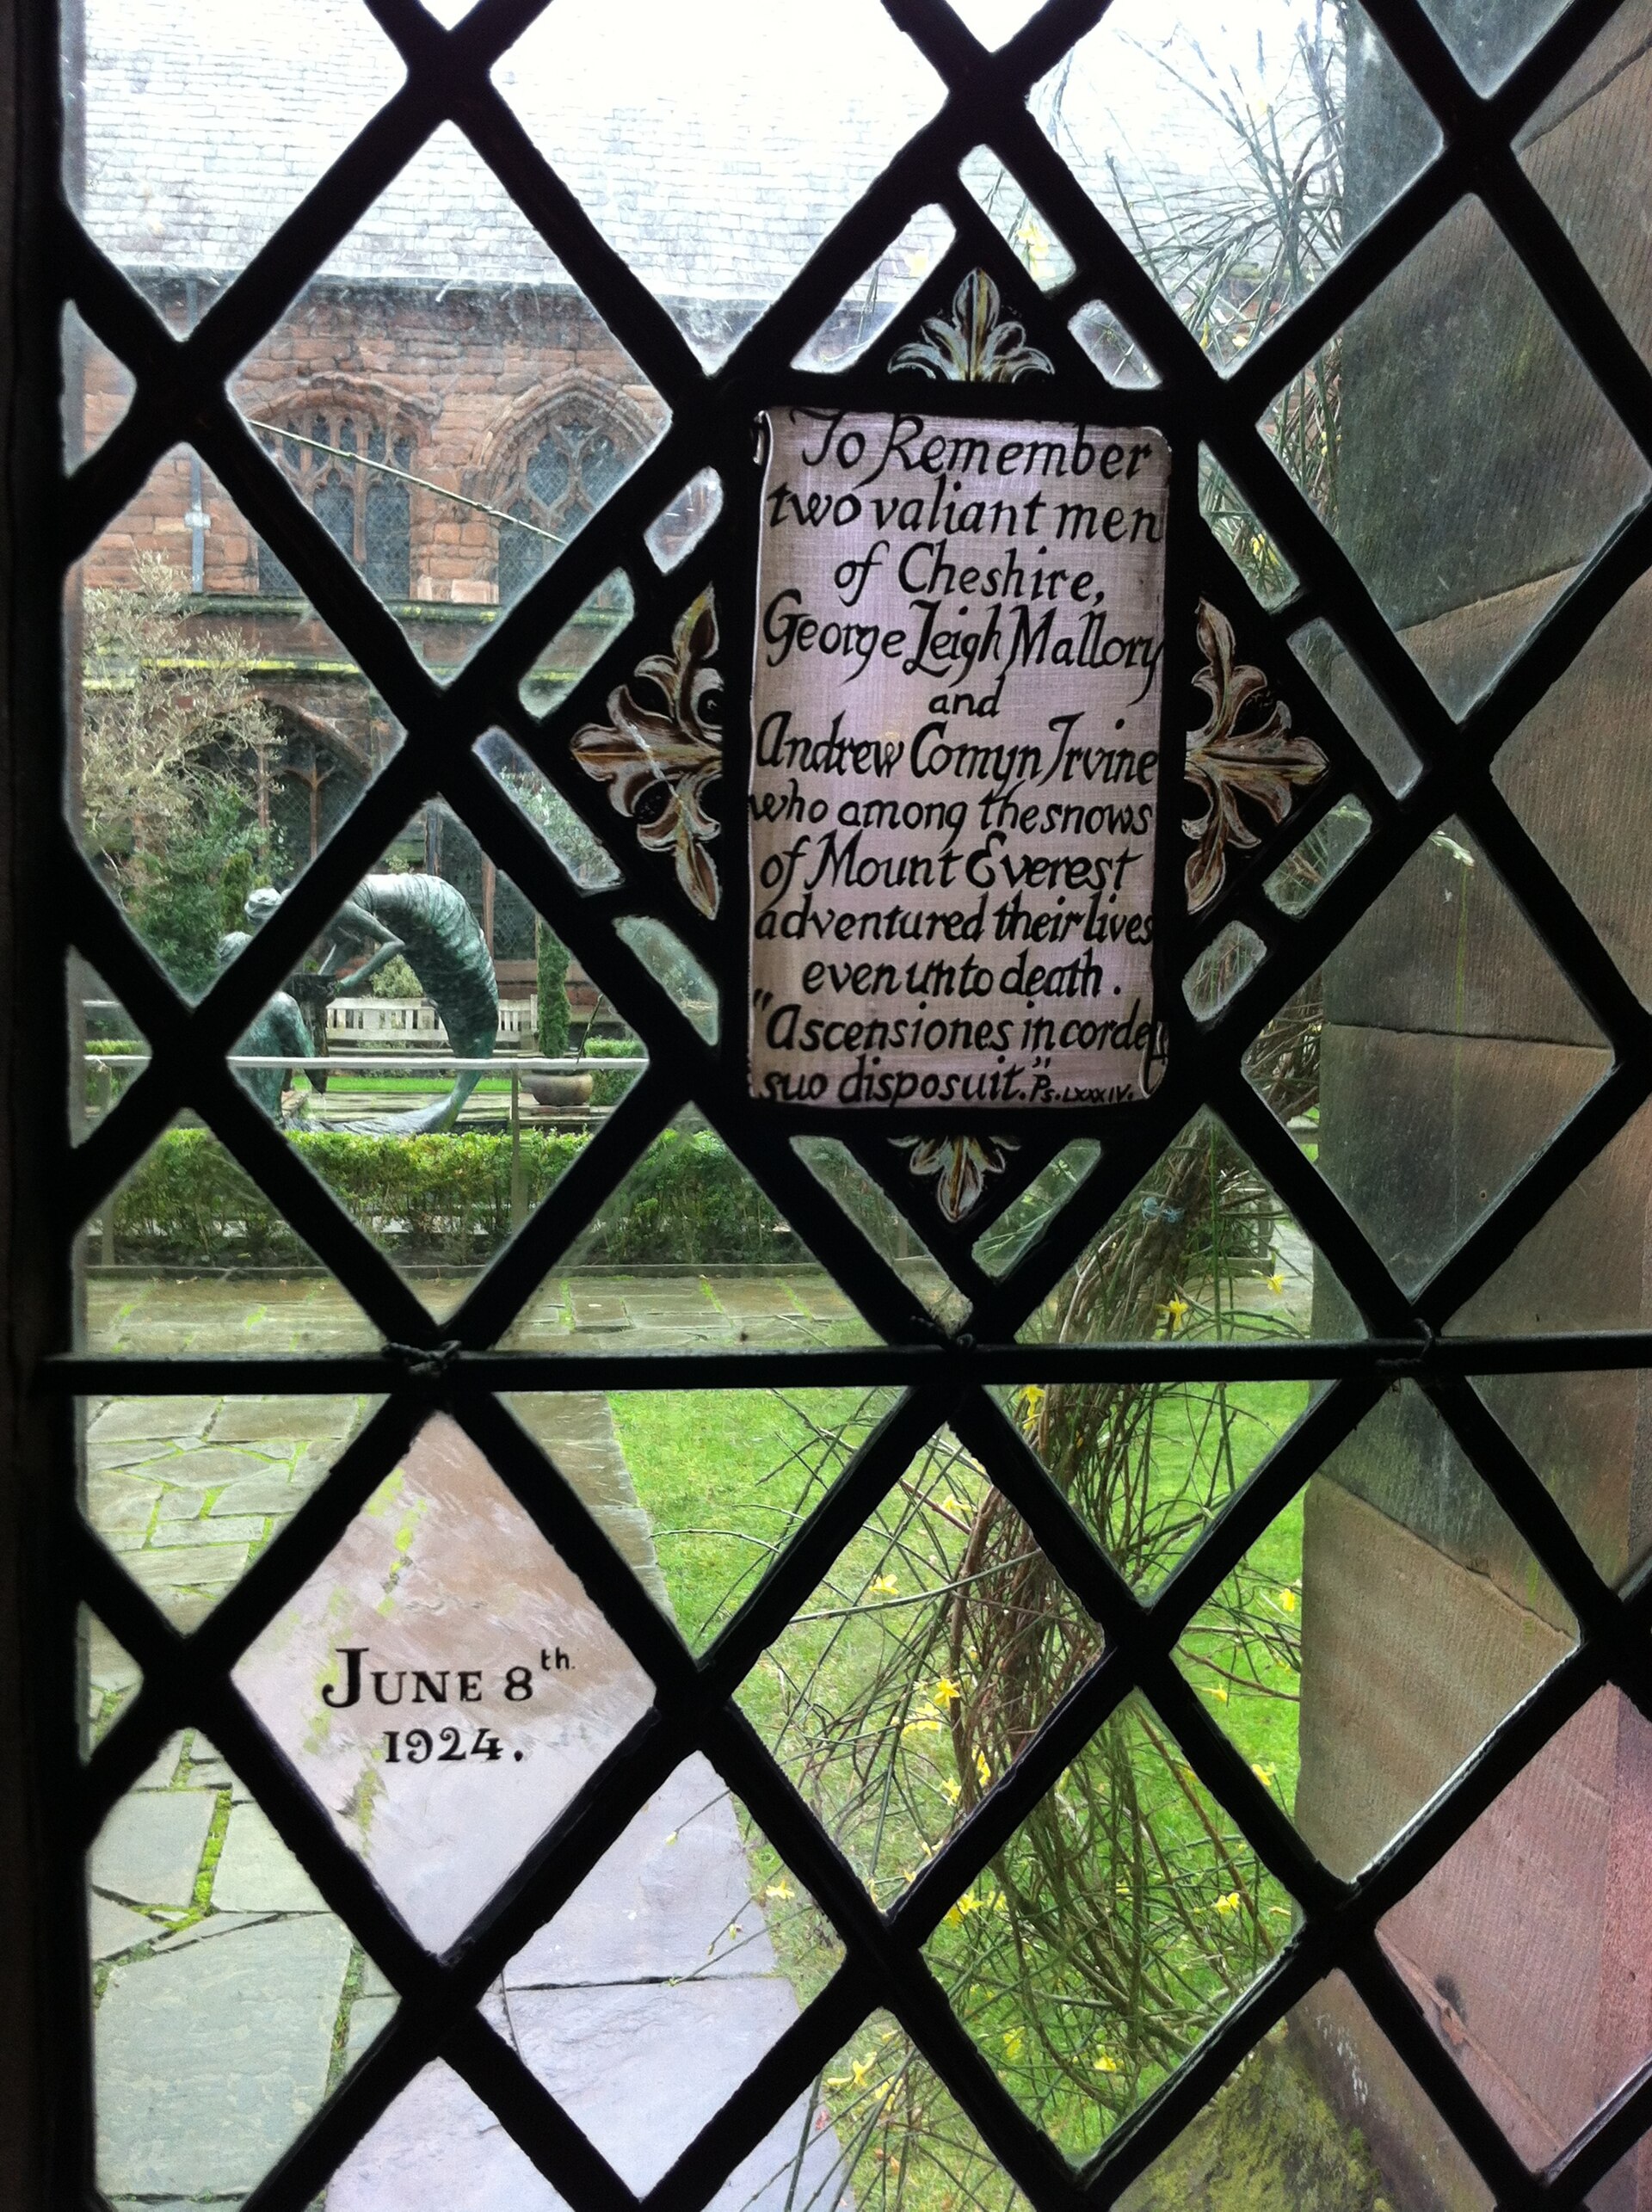 To Remember
two valiant men
of Cheshire,
George Leigh Mallory
and
Andrew Comyn Irvine
who among the snows
of Mount Everest
adventured their lives
even unto death.
"Ascensiones in corde
suo disposuit." Ps. LXXXIV.
JUNE 8th.
1924.